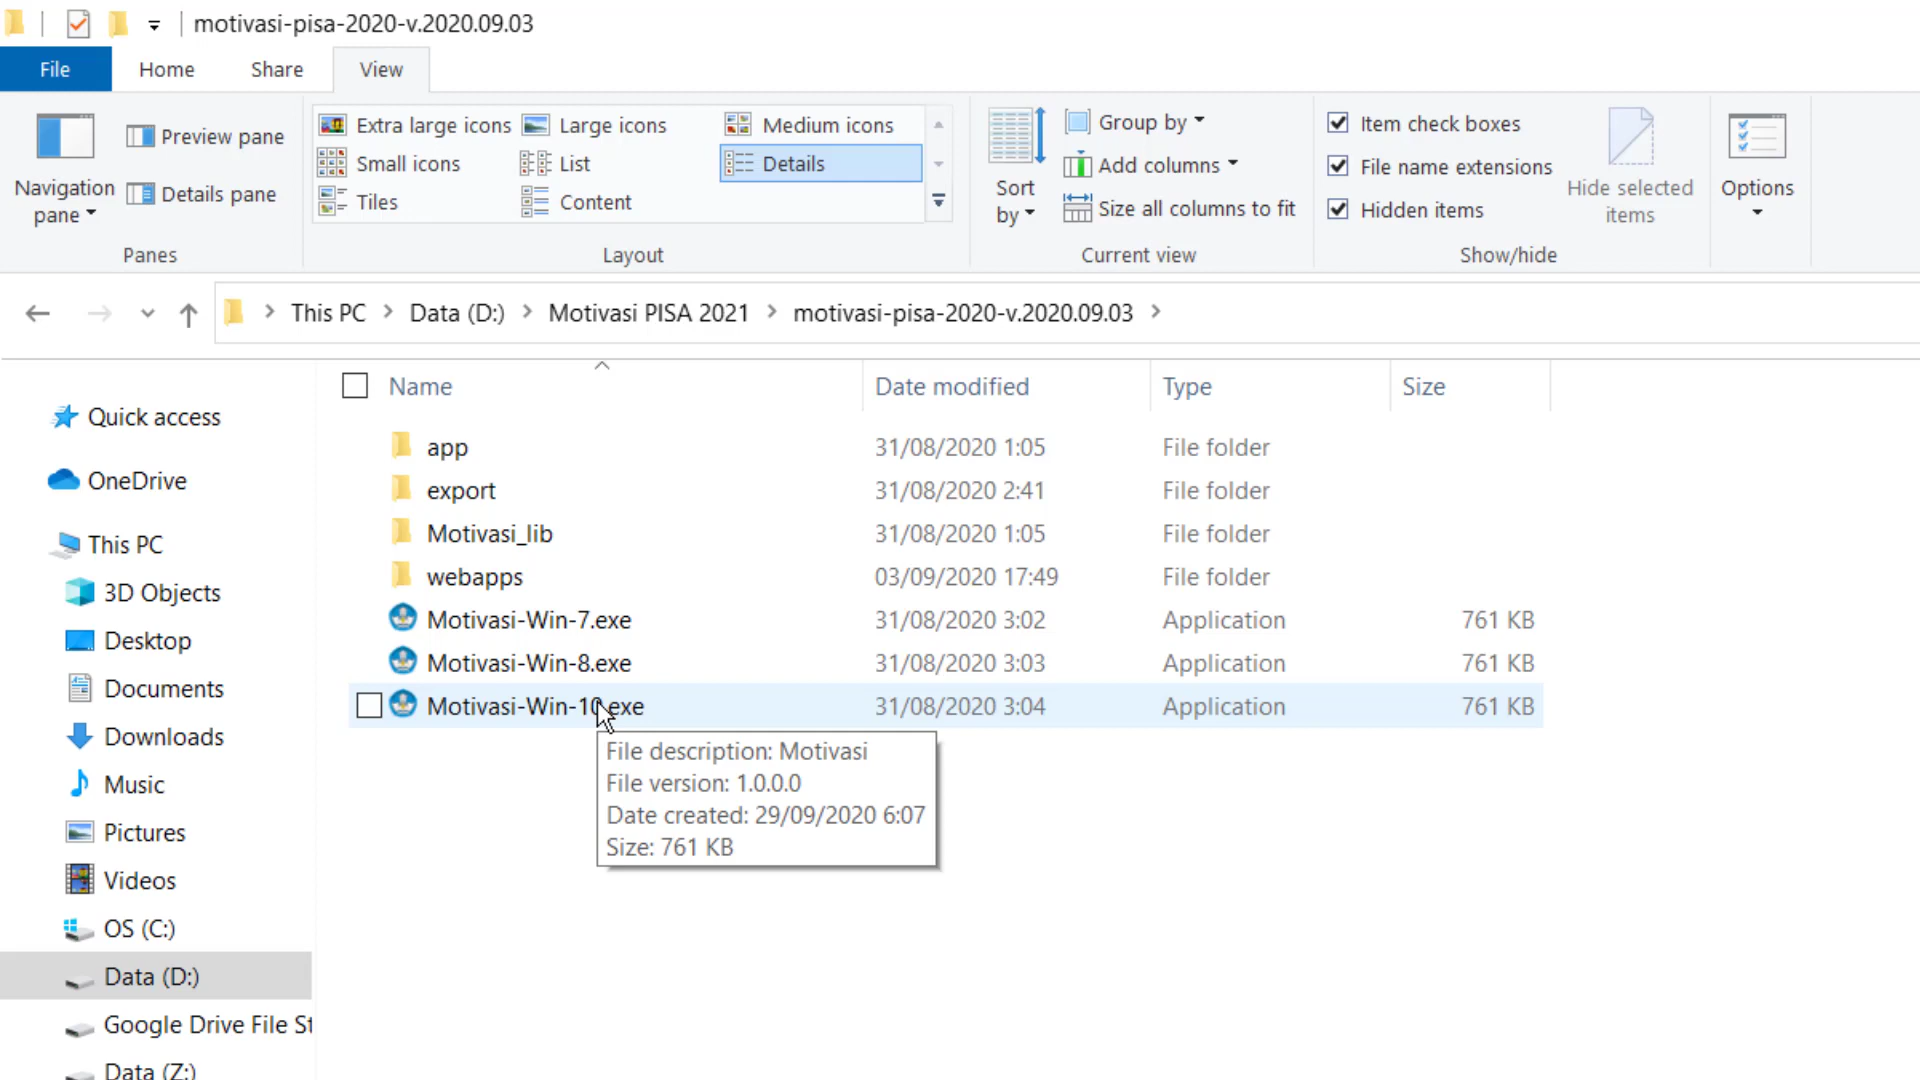 motivasi-pisa-2020-v.2020.09.03
File Home Share View
Navigation pane
Preview pane
Details pane
Panes
Extra large icons Large icons Medium icons
Small icons List Details
Tiles Content
Layout
Sort by
Group by
Add columns
Size all columns to fit
Current view
Item check boxes
File name extensions
Hidden items
Hide selected items
Show/hide
Options
This PC > Data (D:) > Motivasi PISA 2021 > motivasi-pisa-2020-v.2020.09.03 >
Quick access
OneDrive
This PC
3D Objects
Desktop
Documents
Downloads
Music
Pictures
Videos
OS (C:)
Data (D:)
Google Drive File St
Data (Z:)
Name Date modified Type Size
app 31/08/2020 1:05 File folder
export 31/08/2020 2:41 File folder
Motivasi_lib 31/08/2020 1:05 File folder
webapps 03/09/2020 17:49 File folder
Motivasi-Win-7.exe 31/08/2020 3:02 Application 761 KB
Motivasi-Win-8.exe 31/08/2020 3:03 Application 761 KB
Motivasi-Win-10.exe 31/08/2020 3:04 Application 761 KB
File description: Motivasi
File version: 1.0.0.0
Date created: 29/09/2020 6:07
Size: 761 KB